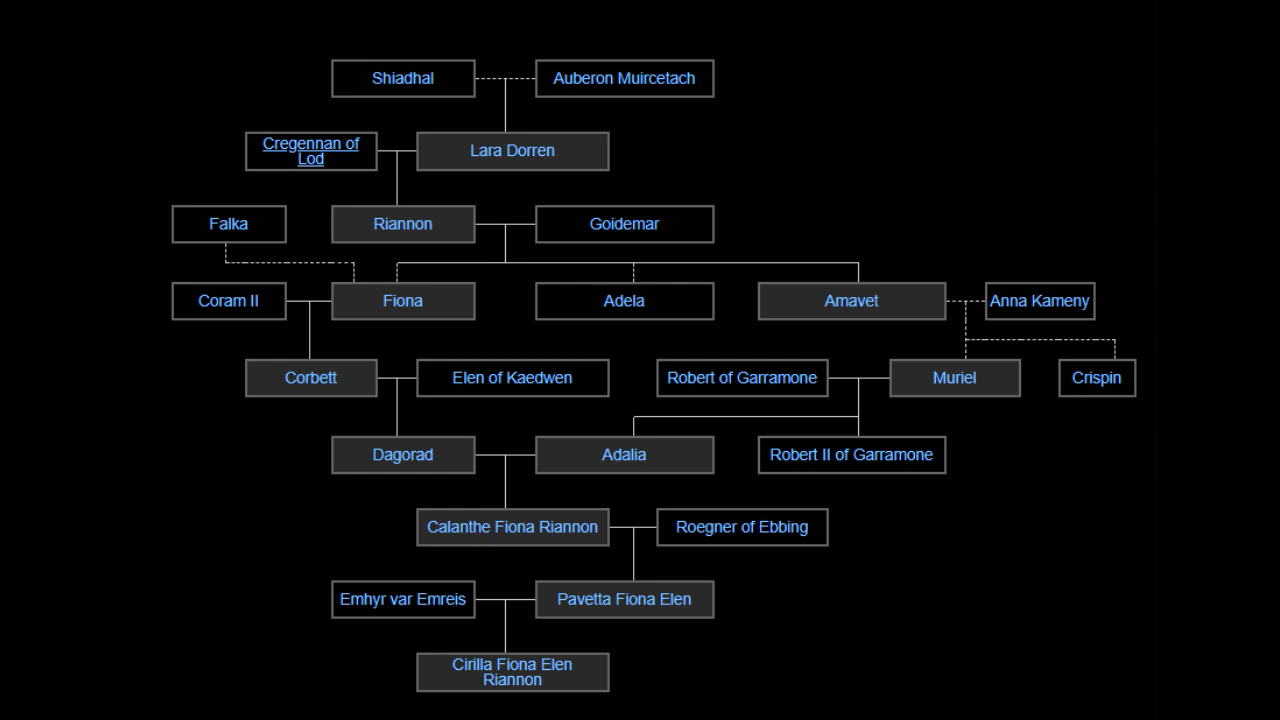 Shiadhal
Auberon Muircetach
Cregennan of
Lod
Lara Dorren
Falka
Riannon
Goidemar
Coram II
Fiona
Adela
Amavet
Anna Kameny
Corbett
Elen of Kaedwen
Robert of Garramone
Muriel
Crispin
Dagorad
Adalia
Robert II of Garramone
Calanthe Fiona Riannon
Roegner of Ebbing
Emhyr var Emreis
Pavetta Fiona Elen
Cirilla Fiona Elen
Riannon